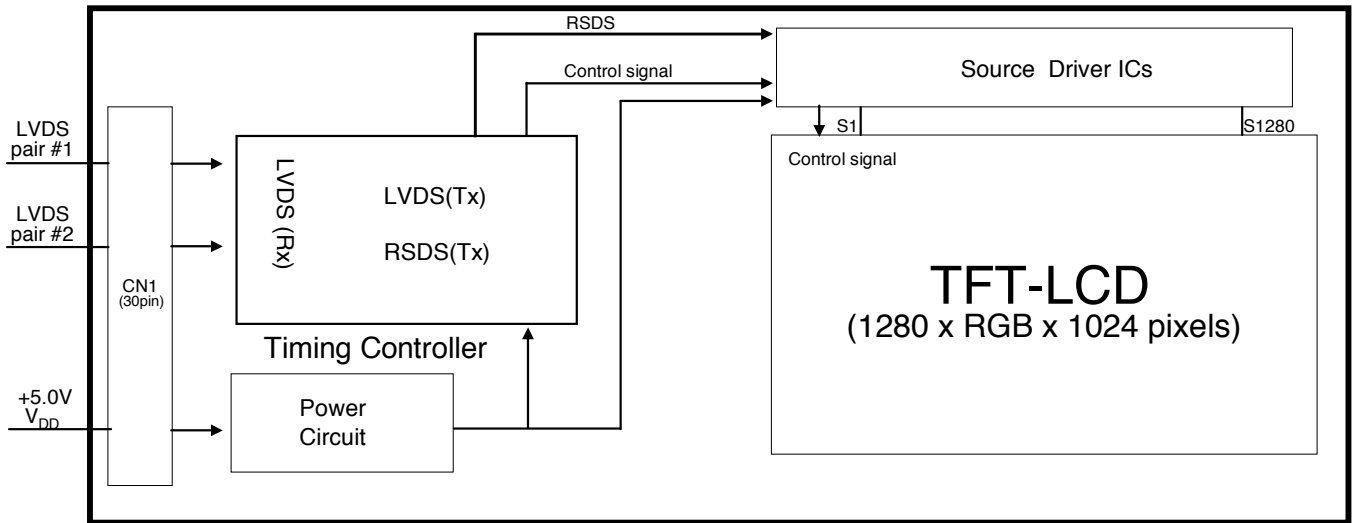 RSDS
Control signal
Source Driver ICs
S1
S1280
Control signal
LVDS
pair #1
LVDS
pair #2
CN1
(30pin)
LVDS (Rx)
LVDS(Tx)
RSDS(Tx)
Timing Controller
TFT-LCD
(1280 x RGB x 1024 pixels)
+5.0V
VDD
Power
Circuit